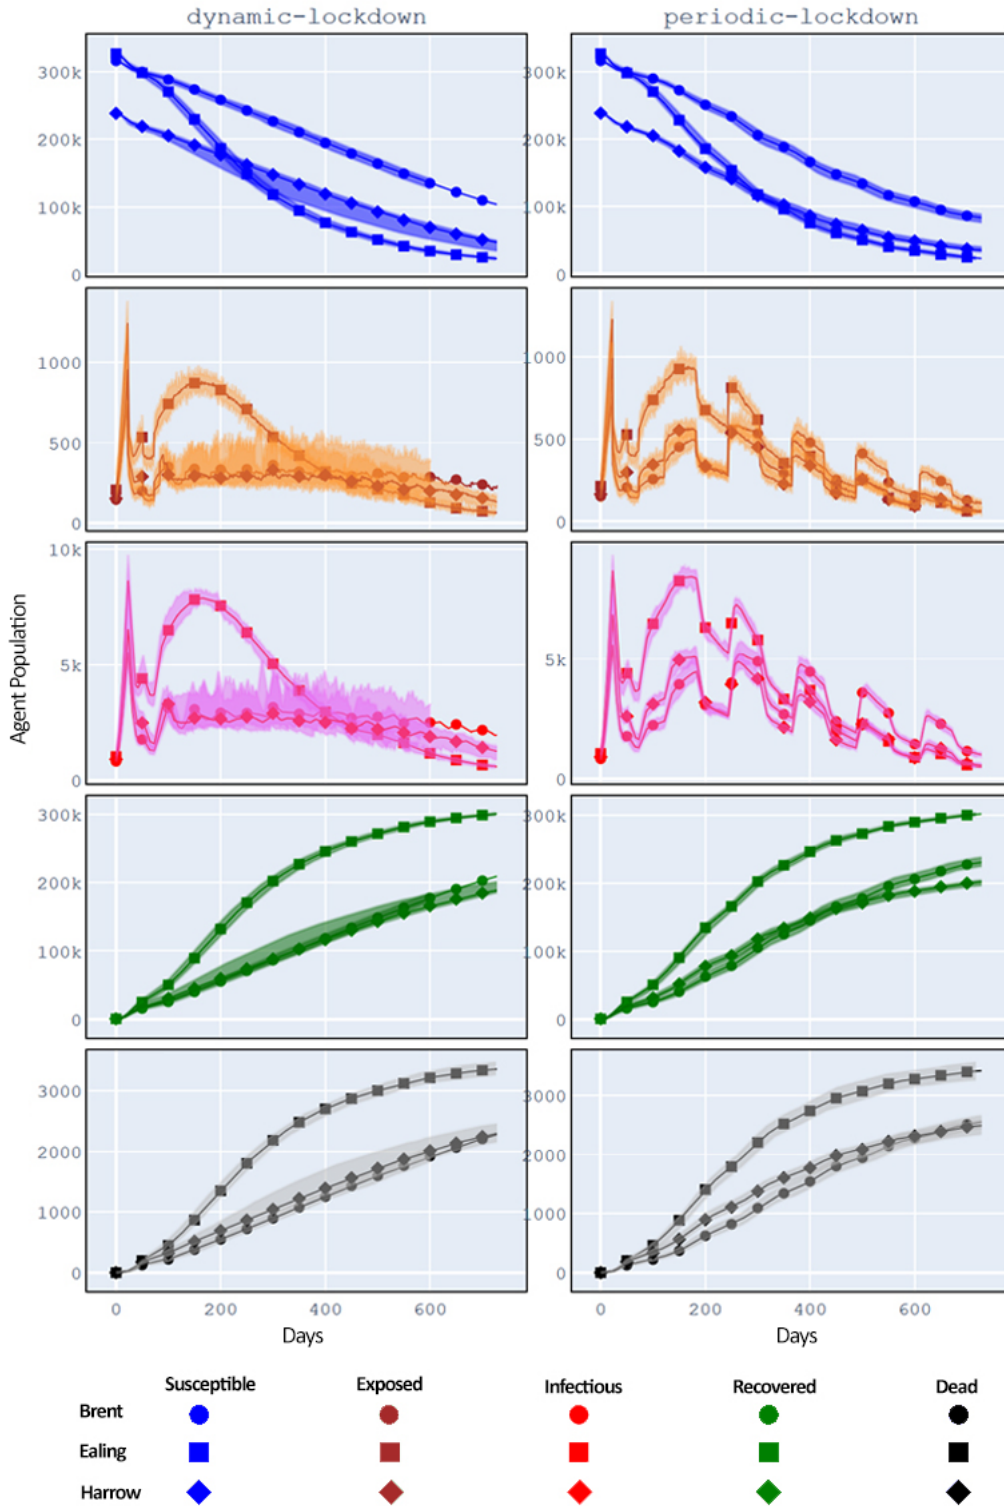 dynamic-lockdown periodic-lockdown
300k 300k
200k 200k
100k 100k
0 0
1000 1000
500 500
0 0
10k
5k 5k
0 0
Agent Population
300k 300k
200k 200k
100k 100k
0 0
3000 3000
2000 2000
1000 1000
0 0
0 200 400 600 0 200 400 600
Days Days
Susceptible Exposed Infectious Recovered Dead
Brent
Ealing
Harrow